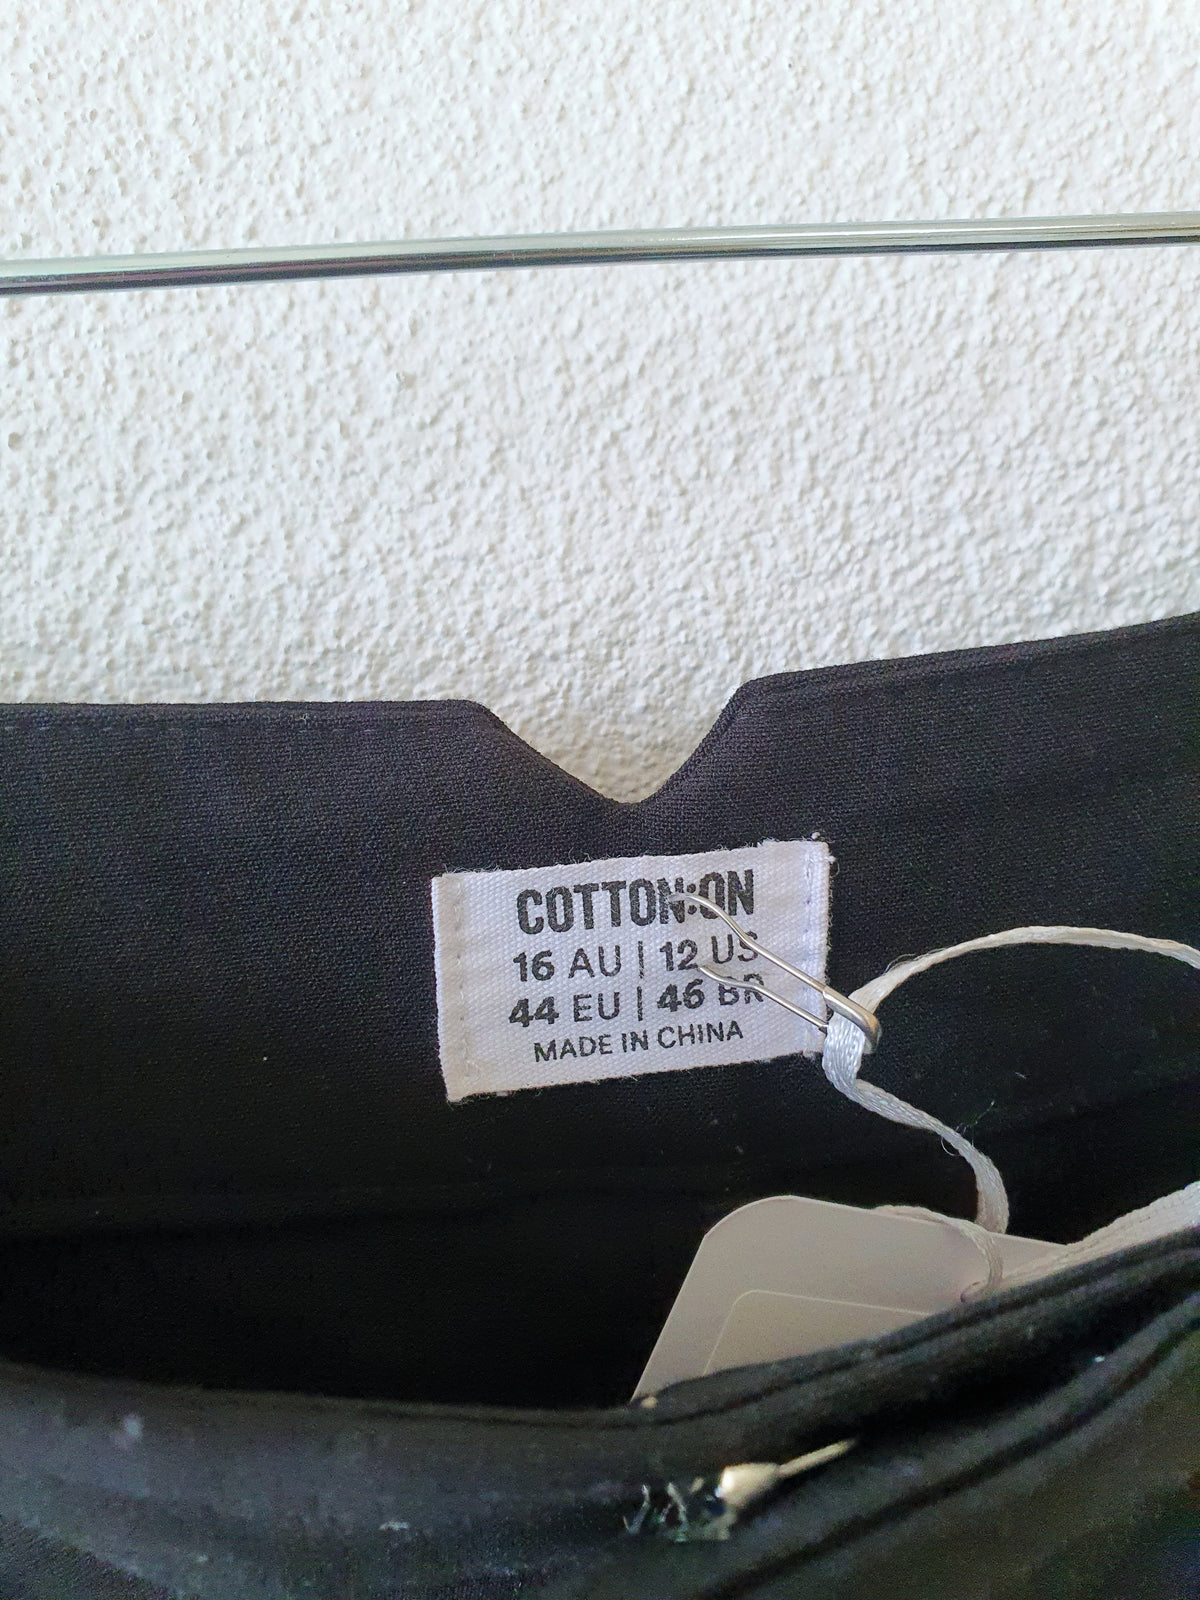 COTTON:ON
16 AU | 12 US
44 EU | 46 BR
MADE IN CHINA